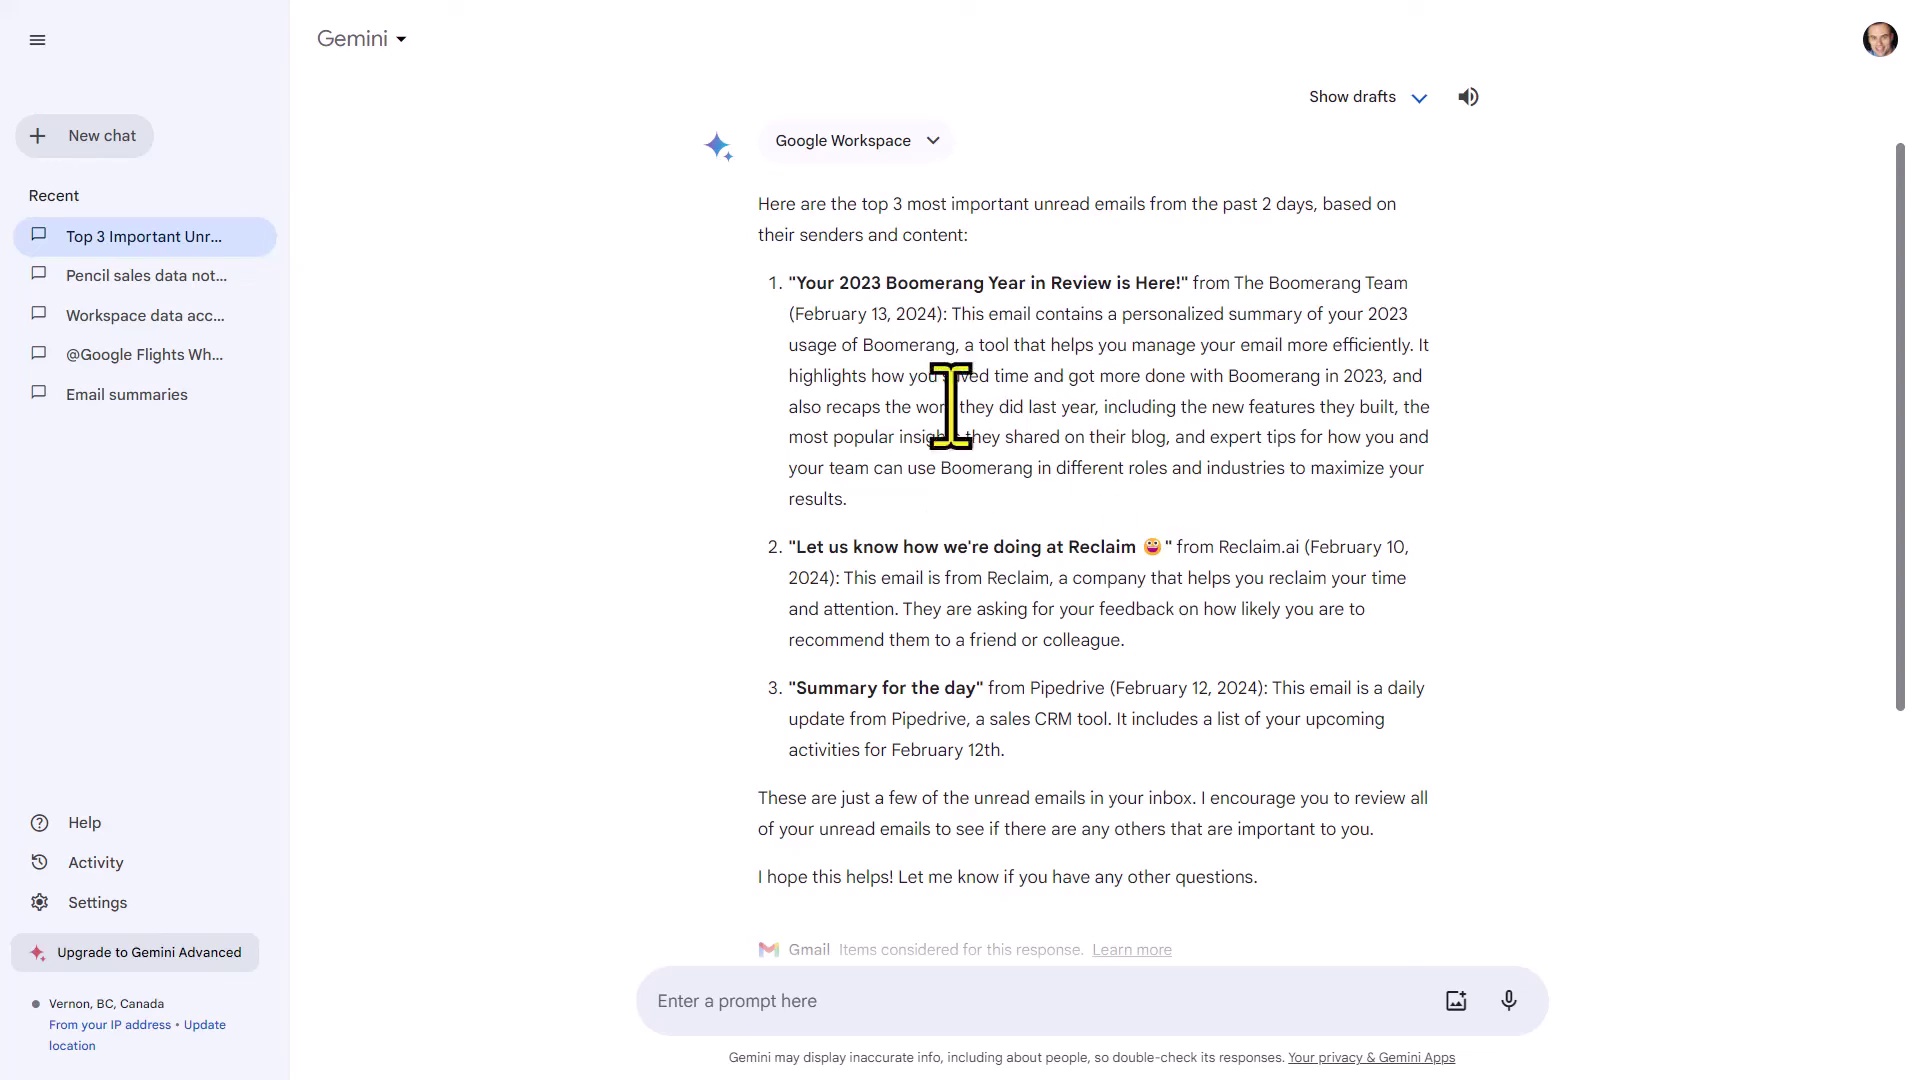 Gemini
Show drafts
New chat
Google Workspace
Recent
Top 3 Important Unr...
Pencil sales data not...
Workspace data acc...
@Google Flights Wh...
Email summaries
Here are the top 3 most important unread emails from the past 2 days, based on
their senders and content:
1. "Your 2023 Boomerang Year in Review is Here!" from The Boomerang Team
(February 13, 2024): This email contains a personalized summary of your 2023
usage of Boomerang, a tool that helps you manage your email more efficiently. It
highlights how you time and got more done with Boomerang in 2023, and
also recaps the they did last year, including the new features they built, the
most popular they shared on their blog, and expert tips for how you and
your team can use Boomerang in different roles and industries to maximize your
results.
2. "Let us know how we're doing at Reclaim 😀 " from Reclaim.ai (February 10,
2024): This email is from Reclaim, a company that helps you reclaim your time
and attention. They are asking for your feedback on how likely you are to
recommend them to a friend or colleague.
3. "Summary for the day" from Pipedrive (February 12, 2024): This email is a daily
update from Pipedrive, a sales CRM tool. It includes a list of your upcoming
activities for February 12th.
These are just a few of the unread emails in your inbox. I encourage you to review all
of your unread emails to see if there are any others that are important to you.
I hope this helps! Let me know if you have any other questions.
Gmail Items considered for this response. Learn more
Help
Activity
Settings
Upgrade to Gemini Advanced
Vernon, BC, Canada
From your IP address • Update
location
Enter a prompt here
Gemini may display inaccurate info, including about people, so double-check its responses. Your privacy & Gemini Apps